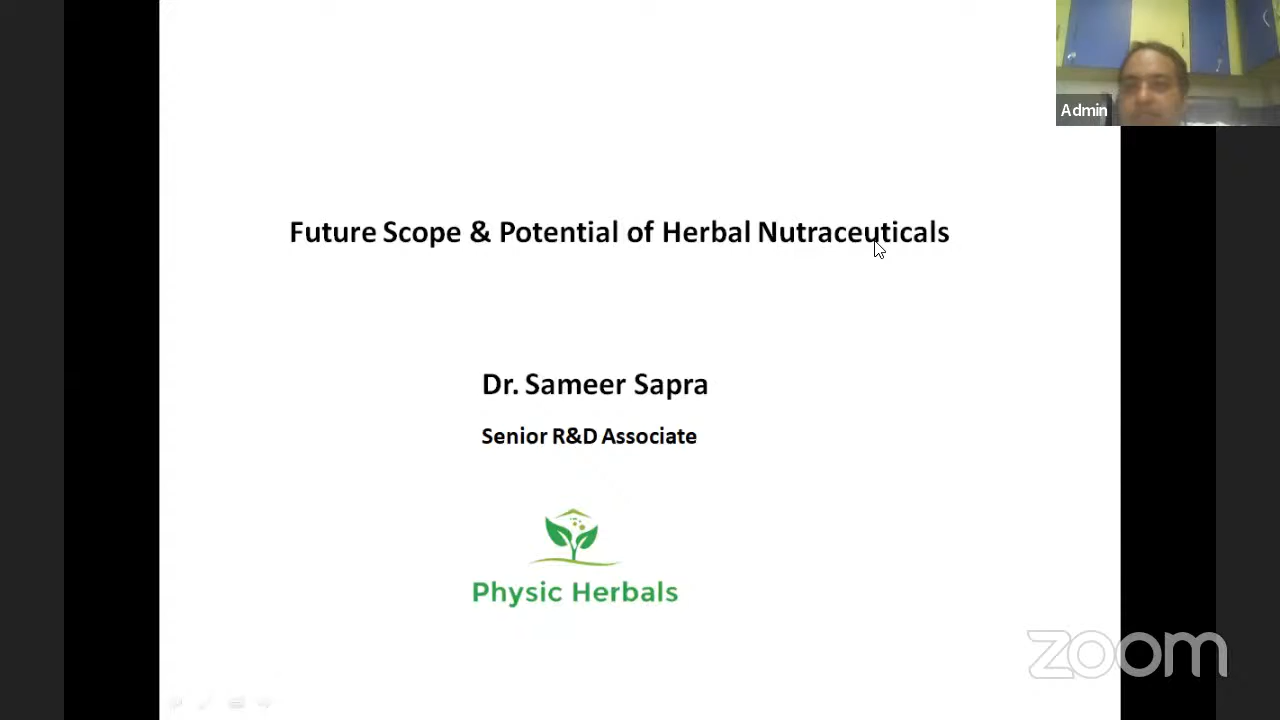 Admin
Future Scope & Potential of Herbal Nutraceuticals
Dr. Sameer Sapra
Senior R&D Associate
Physic Herbals
zoom